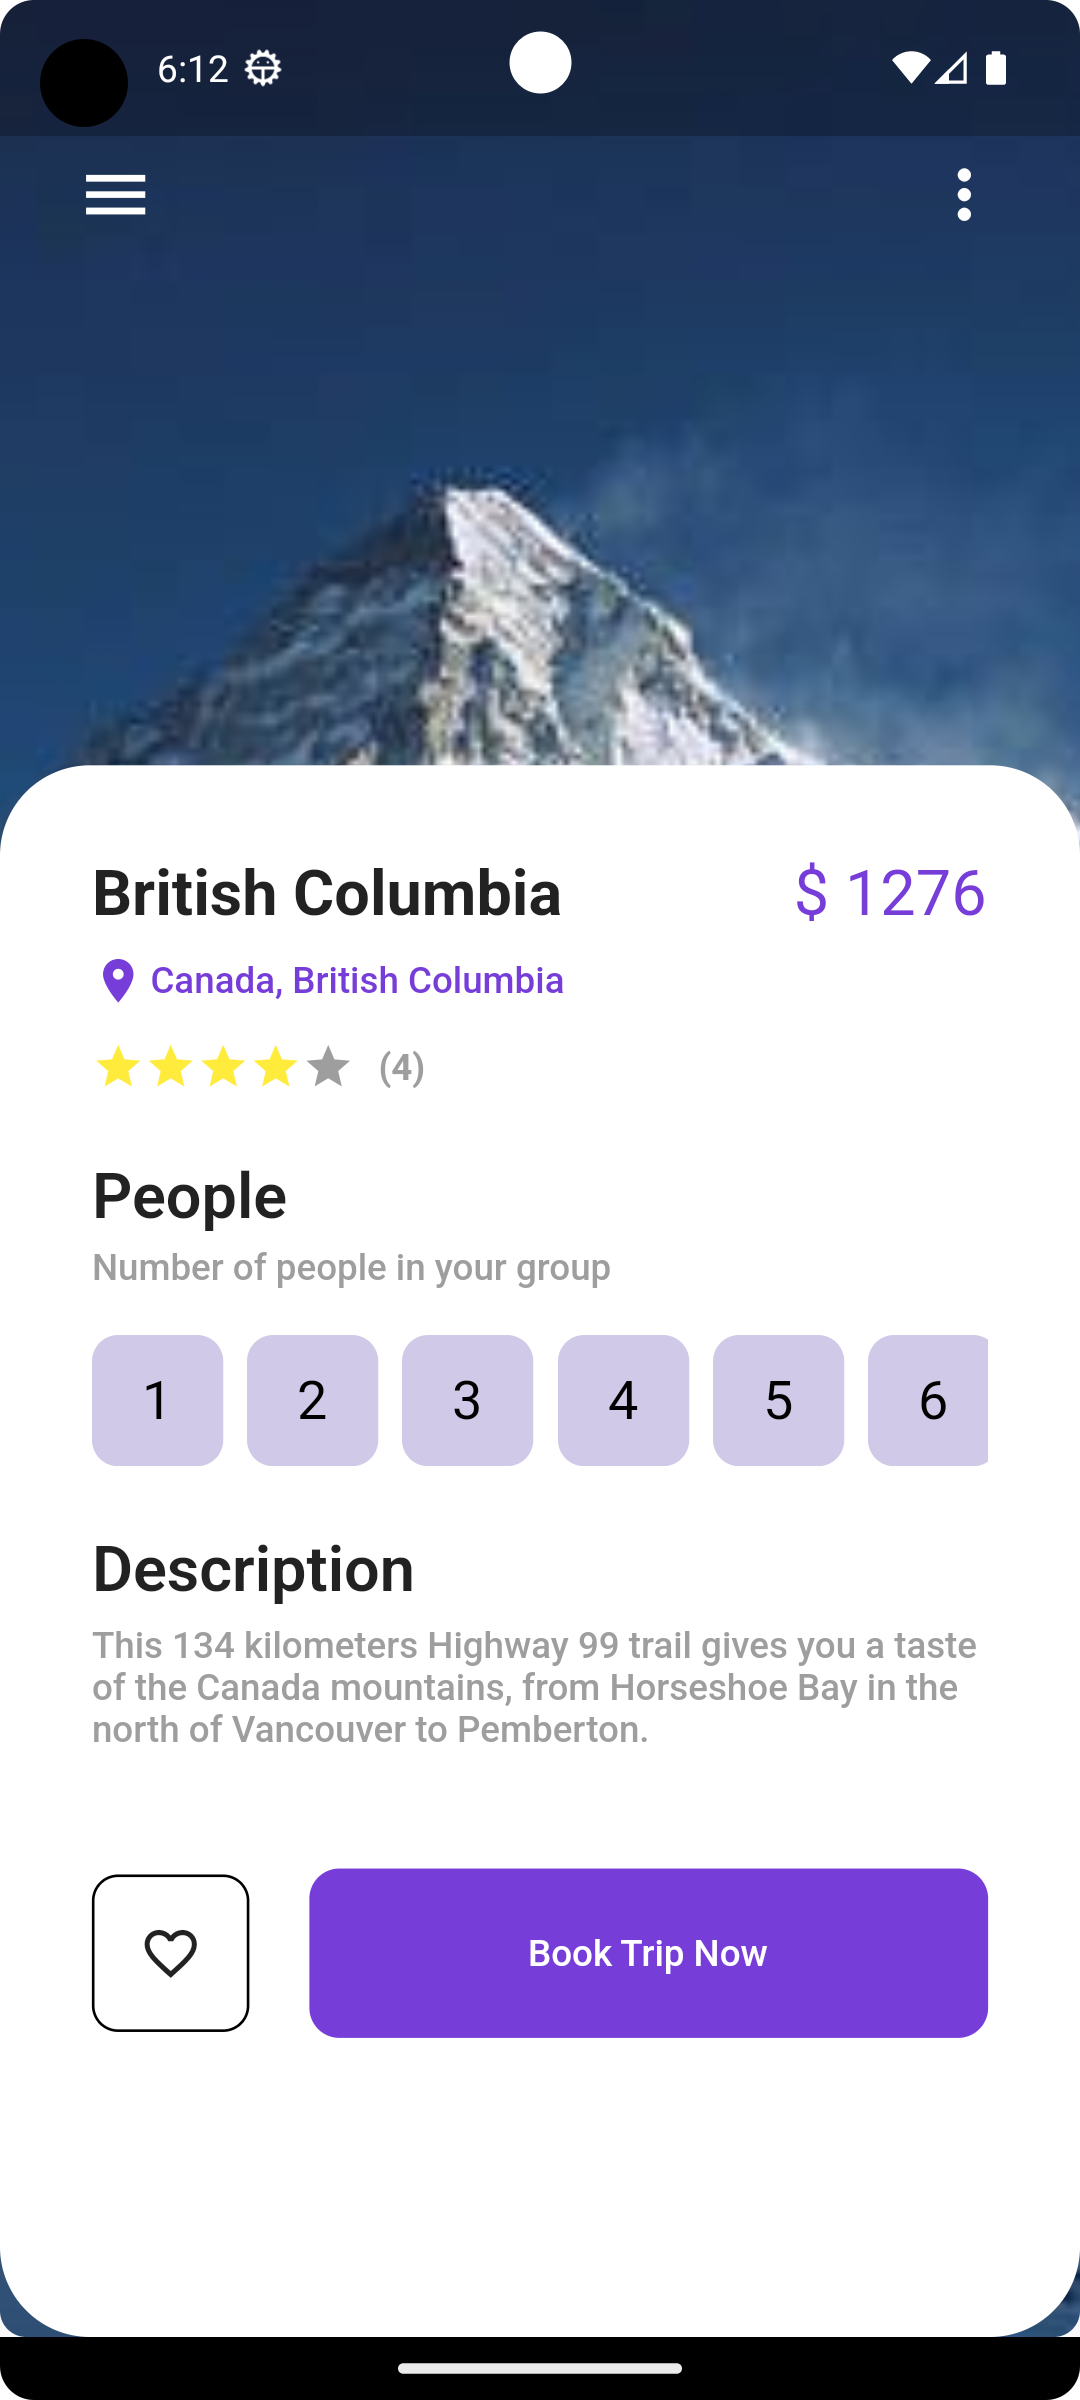 6:12
British Columbia
$ 1276
Canada, British Columbia
(4)
People
Number of people in your group
1 2 3 4 5 6
Description
This 134 kilometers Highway 99 trail gives you a taste
of the Canada mountains, from Horseshoe Bay in the
north of Vancouver to Pemberton.
Book Trip Now